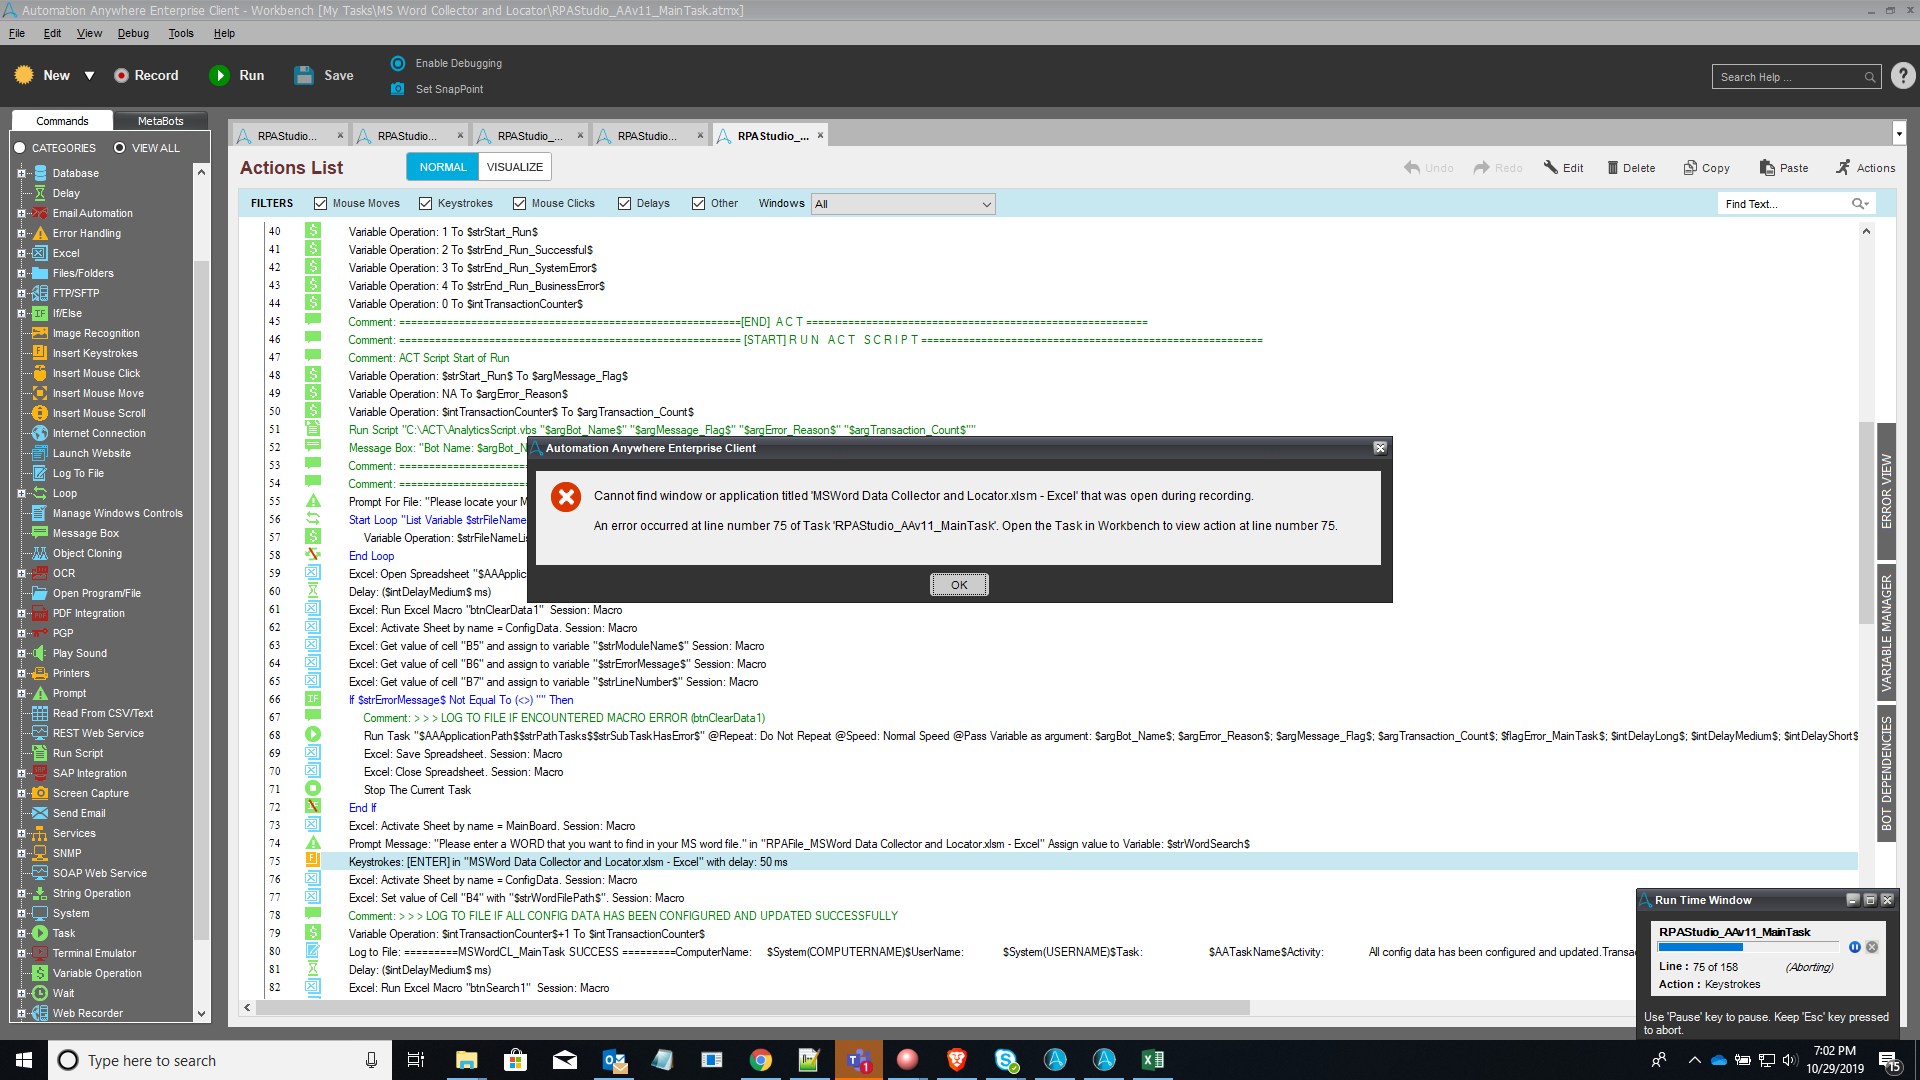 Automation Anywhere Enterprise Client - Workbench [My Tasks\MS Word Collector and Locator\RPAStudio_AAv11_MainTask.atmx]
File Edit View Debug Tools Help
New Record Run Save
Enable Debugging
Set SnapPoint
Search Help ...
Commands MetaBots
CATEGORIES VIEW ALL
Database
Delay
Email Automation
Error Handling
Excel
Files/Folders
FTP/SFTP
If/Else
Image Recognition
Insert Keystrokes
Insert Mouse Click
Insert Mouse Move
Insert Mouse Scroll
Internet Connection
Launch Website
Log To File
Loop
Manage Windows Controls
Message Box
Object Cloning
OCR
Open Program/File
PDF Integration
PGP
Play Sound
Printers
Prompt
Read From CSV/Text
REST Web Service
Run Script
SAP Integration
Screen Capture
Send Email
Services
SNMP
SOAP Web Service
String Operation
System
Task
Terminal Emulator
Variable Operation
Wait
Web Recorder
RPAStudio... RPAStudio... RPAStudio_... RPAStudio... RPAStudio_...
Actions List NORMAL VISUALIZE Undo Redo Edit Delete Copy Paste Actions
FILTERS Mouse Moves Keystrokes Mouse Clicks Delays Other Windows All Find Text...
40 Variable Operation: 1 To $strStart_Run$
41 Variable Operation: 2 To $strEnd_Run_Successful$
42 Variable Operation: 3 To $strEnd_Run_SystemError$
43 Variable Operation: 4 To $strEnd_Run_BusinessError$
44 Variable Operation: 0 To $intTransactionCounter$
45 Comment: =========================================================[END] A C T =========================================================
46 Comment: ========================================================= [START] R U N A C T S C R I P T =========================================================
47 Comment: ACT Script Start of Run
48 Variable Operation: $strStart_Run$ To $argMessage_Flag$
49 Variable Operation: NA To $argError_Reason$
50 Variable Operation: $intTransactionCounter$ To $argTransaction_Count$
51 Run Script "C:\ACT\AnalyticsScript.vbs "$argBot_Name$" "$argMessage_Flag$" "$argError_Reason$" "$argTransaction_Count$""
52 Message Box: "Bot Name: $argBot_N
53 Comment: ======================
54 Comment: ======================
55 Prompt For File: "Please locate your M
56 Start Loop "List Variable $strFileName
57 Variable Operation: $strFileNameLi
58 End Loop
59 Excel: Open Spreadsheet "$AAApplic
60 Delay: ($intDelayMedium$ ms)
61 Excel: Run Excel Macro "btnClearData1" Session: Macro
62 Excel: Activate Sheet by name = ConfigData. Session: Macro
63 Excel: Get value of cell "B5" and assign to variable "$strModuleName$" Session: Macro
64 Excel: Get value of cell "B6" and assign to variable "$strErrorMessage$" Session: Macro
65 Excel: Get value of cell "B7" and assign to variable "$strLineNumber$" Session: Macro
66 If $strErrorMessage$ Not Equal To (<>) "" Then
67 Comment: > > > LOG TO FILE IF ENCOUNTERED MACRO ERROR (btnClearData1)
68 Run Task "$AAApplicationPath$$strPathTasks$$strSubTaskHasError$" @Repeat: Do Not Repeat @Speed: Normal Speed @Pass Variable as argument: $argBot_Name$; $argError_Reason$; $argMessage_Flag$; $argTransaction_Count$; $flagError_MainTask$; $intDelayLong$; $intDelayMedium$; $intDelayShort$
69 Excel: Save Spreadsheet. Session: Macro
70 Excel: Close Spreadsheet. Session: Macro
71 Stop The Current Task
72 End If
73 Excel: Activate Sheet by name = MainBoard. Session: Macro
74 Prompt Message: "Please enter a WORD that you want to find in your MS word file." in "RPAFile_MSWord Data Collector and Locator.xlsm - Excel" Assign value to Variable: $strWordSearch$
75 Keystrokes: [ENTER] in "MSWord Data Collector and Locator.xlsm - Excel" with delay: 50 ms
76 Excel: Activate Sheet by name = ConfigData. Session: Macro
77 Excel: Set value of Cell "B4" with "$strWordFilePath$". Session: Macro
78 Comment: > > > LOG TO FILE IF ALL CONFIG DATA HAS BEEN CONFIGURED AND UPDATED SUCCESSFULLY
79 Variable Operation: $intTransactionCounter$+1 To $intTransactionCounter$
80 Log to File: =========MSWordCL_MainTask SUCCESS =========ComputerName: $System(COMPUTERNAME)$UserName: $System(USERNAME)$Task: $AATaskName$Activity: All config data has been configured and updated.Transac
81 Delay: ($intDelayMedium$ ms)
82 Excel: Run Excel Macro "btnSearch1" Session: Macro
Automation Anywhere Enterprise Client
Cannot find window or application titled 'MSWord Data Collector and Locator.xlsm - Excel' that was open during recording.
An error occurred at line number 75 of Task 'RPAStudio_AAv11_MainTask'. Open the Task in Workbench to view action at line number 75.
OK
ERROR VIEW
VARIABLE MANAGER
BOT DEPENDENCIES
Run Time Window
RPAStudio_AAv11_MainTask
Line : 75 of 158 (Aborting)
Action : Keystrokes
Use 'Pause' key to pause. Keep 'Esc' key pressed
to abort.
Type here to search
1
7:02 PM
10/29/2019
15